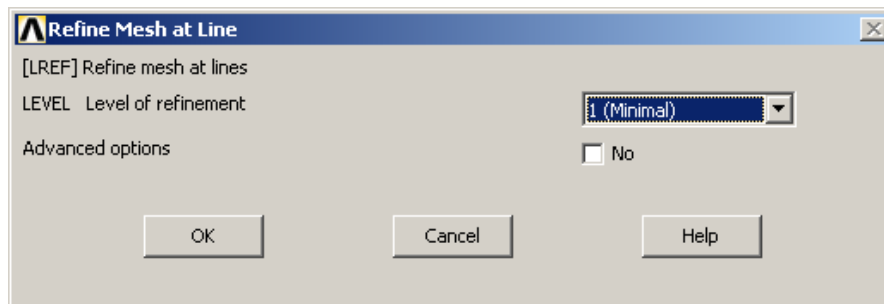 Refine Mesh at Line
[LREF] Refine mesh at lines
LEVEL Level of refinement 1 (Minimal)
Advanced options No
OK Cancel Help